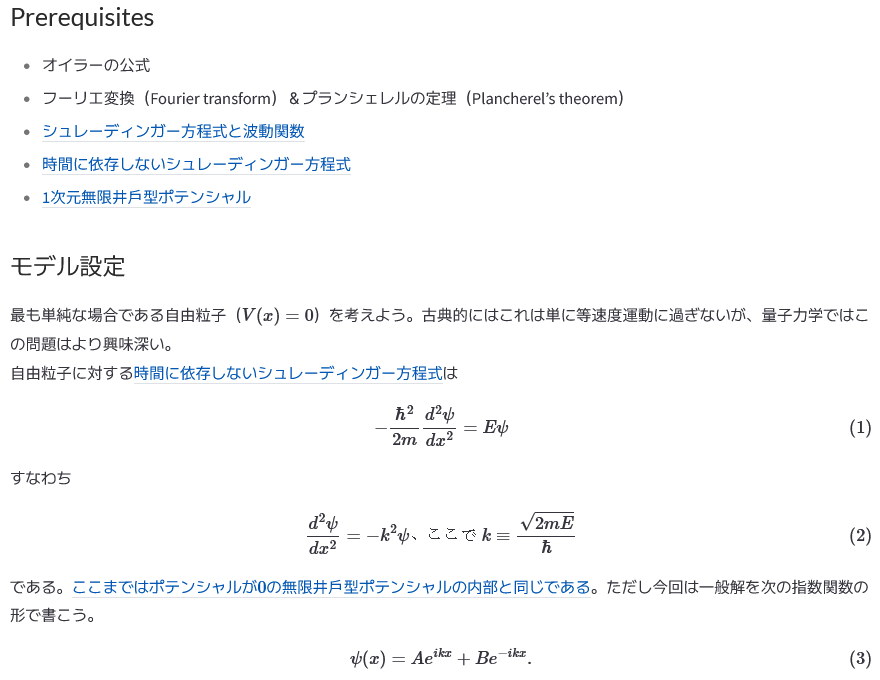 Prerequisites
• オイラーの公式
• フーリエ変換（Fourier transform）＆プランシェレルの定理（Plancherel’s theorem）
• シュレーディンガー方程式と波動関数
• 時間に依存しないシュレーディンガー方程式
• 1次元無限井戸型ポテンシャル
モデル設定
最も単純な場合である自由粒子（$V(x) = 0$）を考えよう。古典的にはこれは単に等速度運動に過ぎないが、量子力学ではこ
の問題はより興味深い。
自由粒子に対する時間に依存しないシュレーディンガー方程式は
$-\frac{\hbar^2}{2m}\frac{d^2\psi}{dx^2} = E\psi$ (1)
すなわち
$\frac{d^2\psi}{dx^2} = -k^2\psi$、ここで $k \equiv \frac{\sqrt{2mE}}{\hbar}$ (2)
である。ここまではポテンシャルが0の無限井戸型ポテンシャルの内部と同じである。ただし今回は一般解を次の指数関数の
形で書こう。
$\psi(x) = Ae^{ikx} + Be^{-ikx}.$ (3)